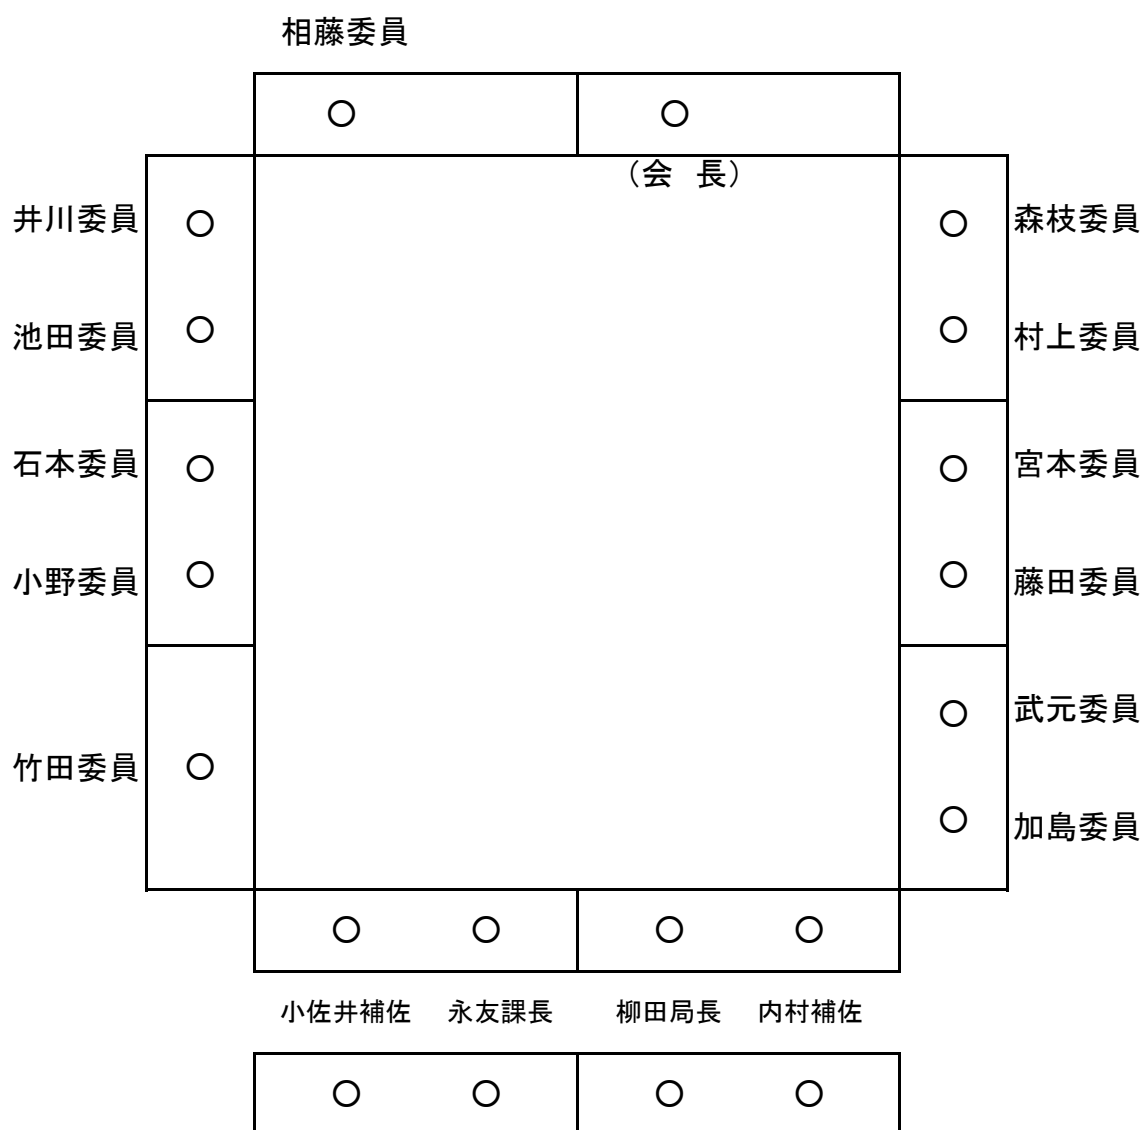 相藤委員
（会　長）
井川委員
森枝委員
池田委員
村上委員
石本委員
宮本委員
小野委員
藤田委員
武元委員
竹田委員
加島委員
小佐井補佐　永友課長　柳田局長　内村補佐